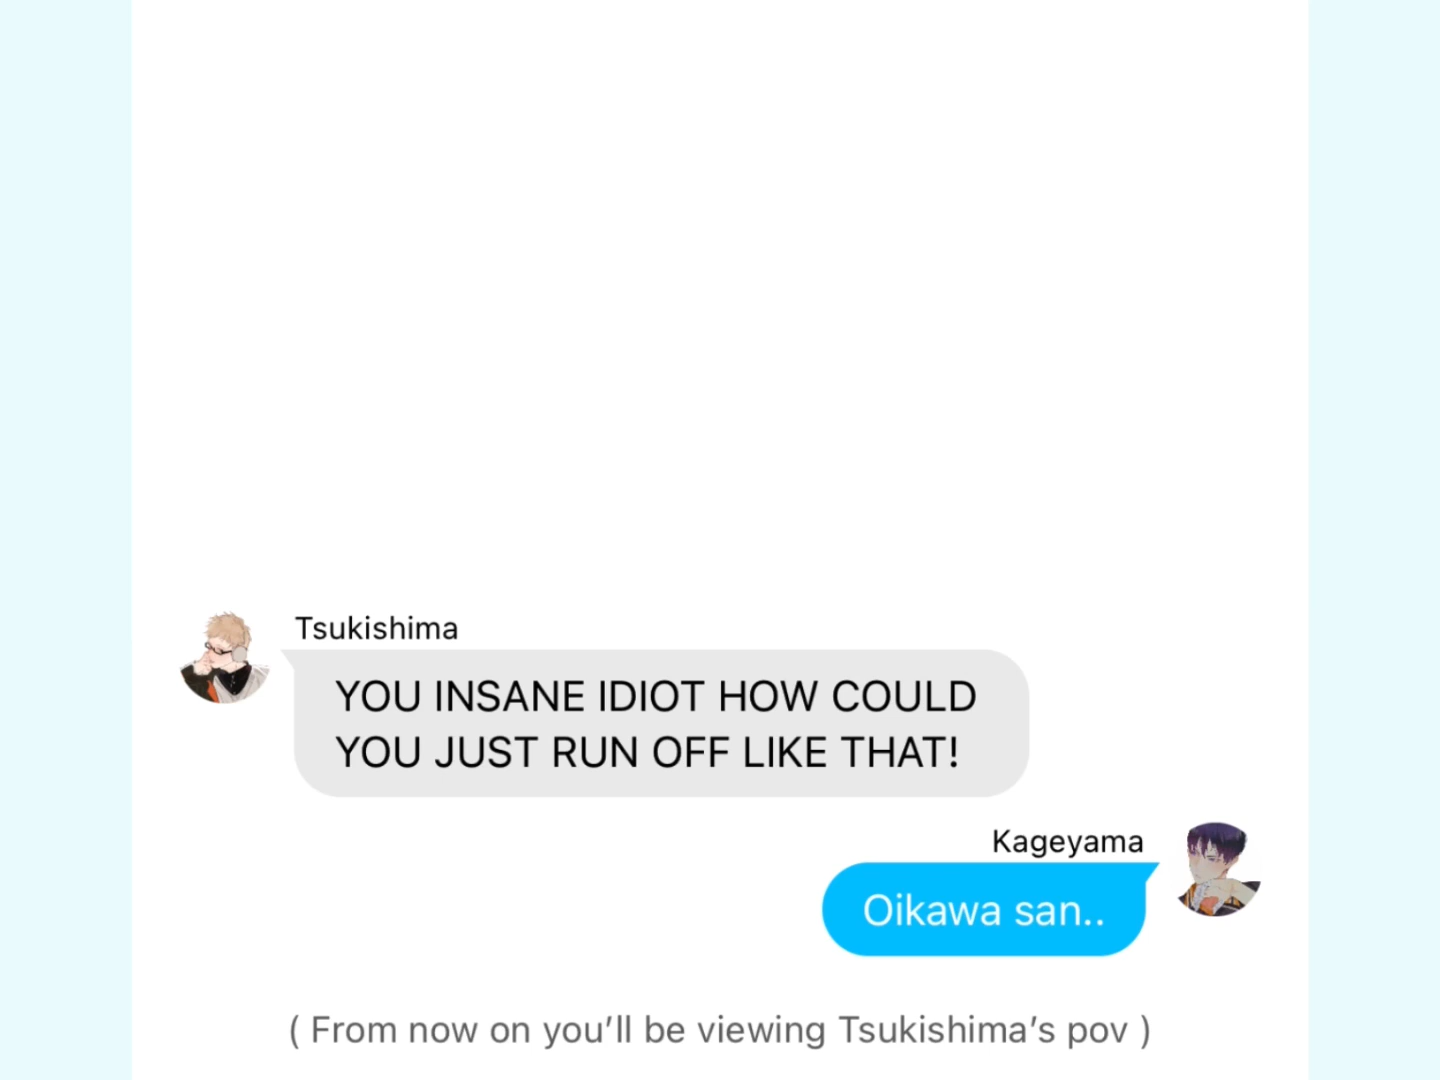 Tsukishima
YOU INSANE IDIOT HOW COULD
YOU JUST RUN OFF LIKE THAT!
Kageyama
Oikawa san..
( From now on you’ll be viewing Tsukishima’s pov )